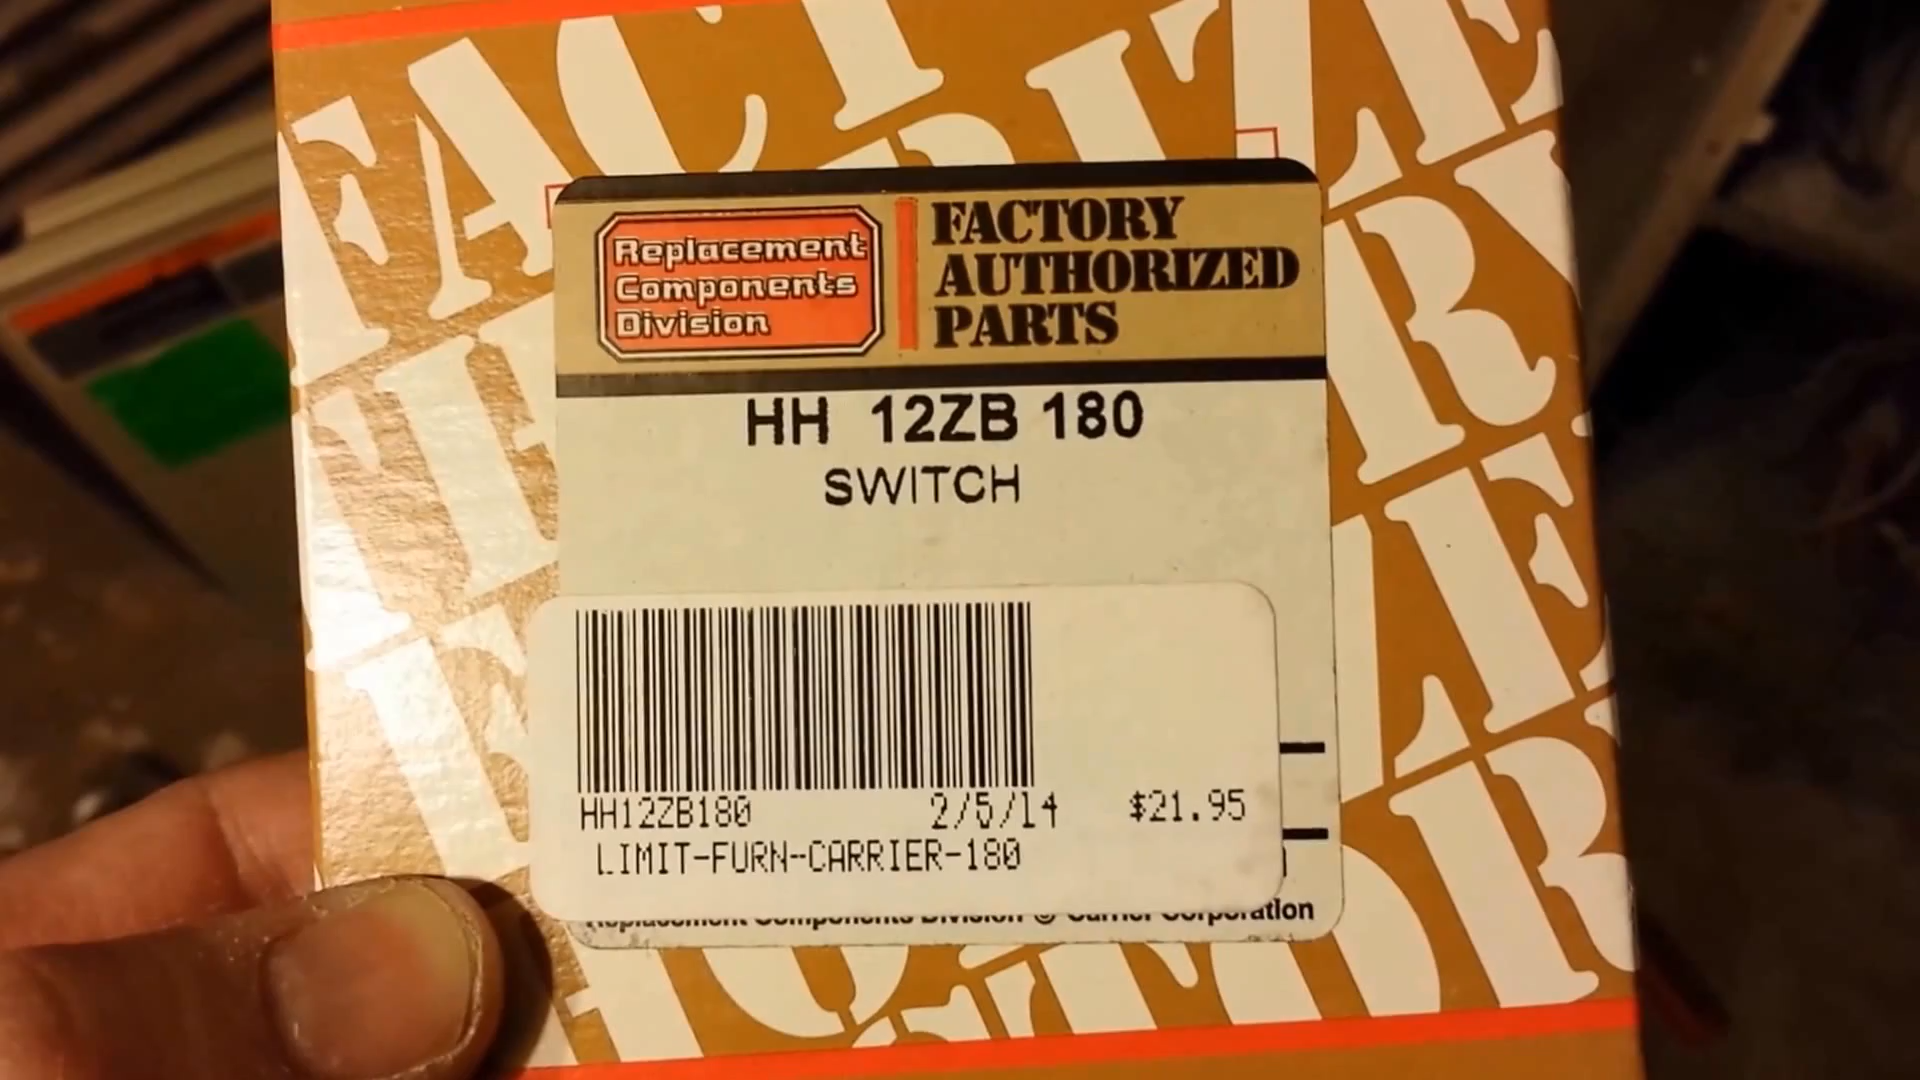 Replacement
Components
Division
FACTORY
AUTHORIZED
PARTS
HH 12ZB 180
SWITCH
HH12ZB180 2/5/14 $21.95
LIMIT-FURN-CARRIER-180
Replacement Components Division © Carrier Corporation